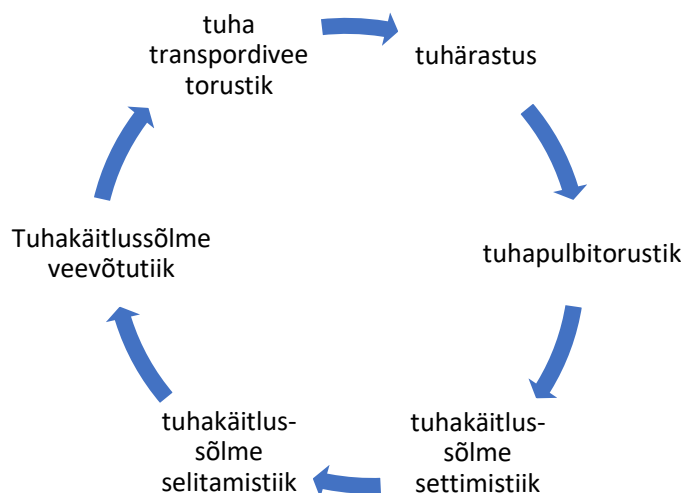 tuha
transpordivee
torustik
tuhärastus
tuhapulbitorustik
tuhakäitlus-
sõlme
settimistiik
tuhakäitlus-
sõlme
selitamistiik
Tuhakäitlussõlme
veevõtutiik